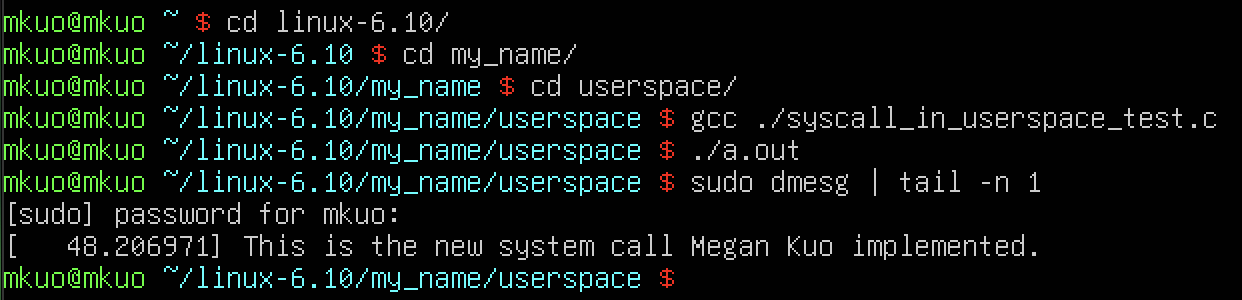 mkuo@mkuo ~ $ cd linux-6.10/
mkuo@mkuo ~/linux-6.10 $ cd my_name/
mkuo@mkuo ~/linux-6.10/my_name $ cd userspace/
mkuo@mkuo ~/linux-6.10/my_name/userspace $ gcc ./syscall_in_userspace_test.c
mkuo@mkuo ~/linux-6.10/my_name/userspace $ ./a.out
mkuo@mkuo ~/linux-6.10/my_name/userspace $ sudo dmesg | tail -n 1
[sudo] password for mkuo:
[   48.206971] This is the new system call Megan Kuo implemented.
mkuo@mkuo ~/linux-6.10/my_name/userspace $